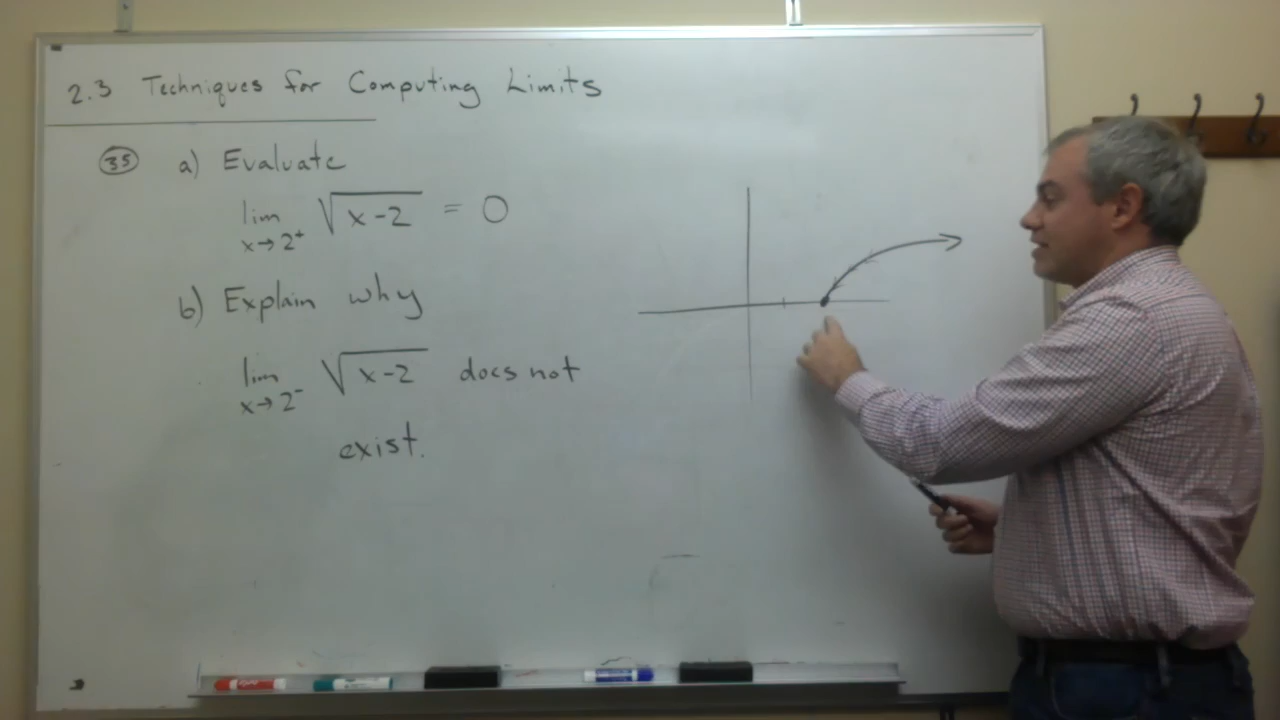 2.3 Techniques for Computing Limits
35 a) Evaluate
lim x→2⁺ √(x-2) = 0
b) Explain why
lim x→2⁻ √(x-2) does not
exist.